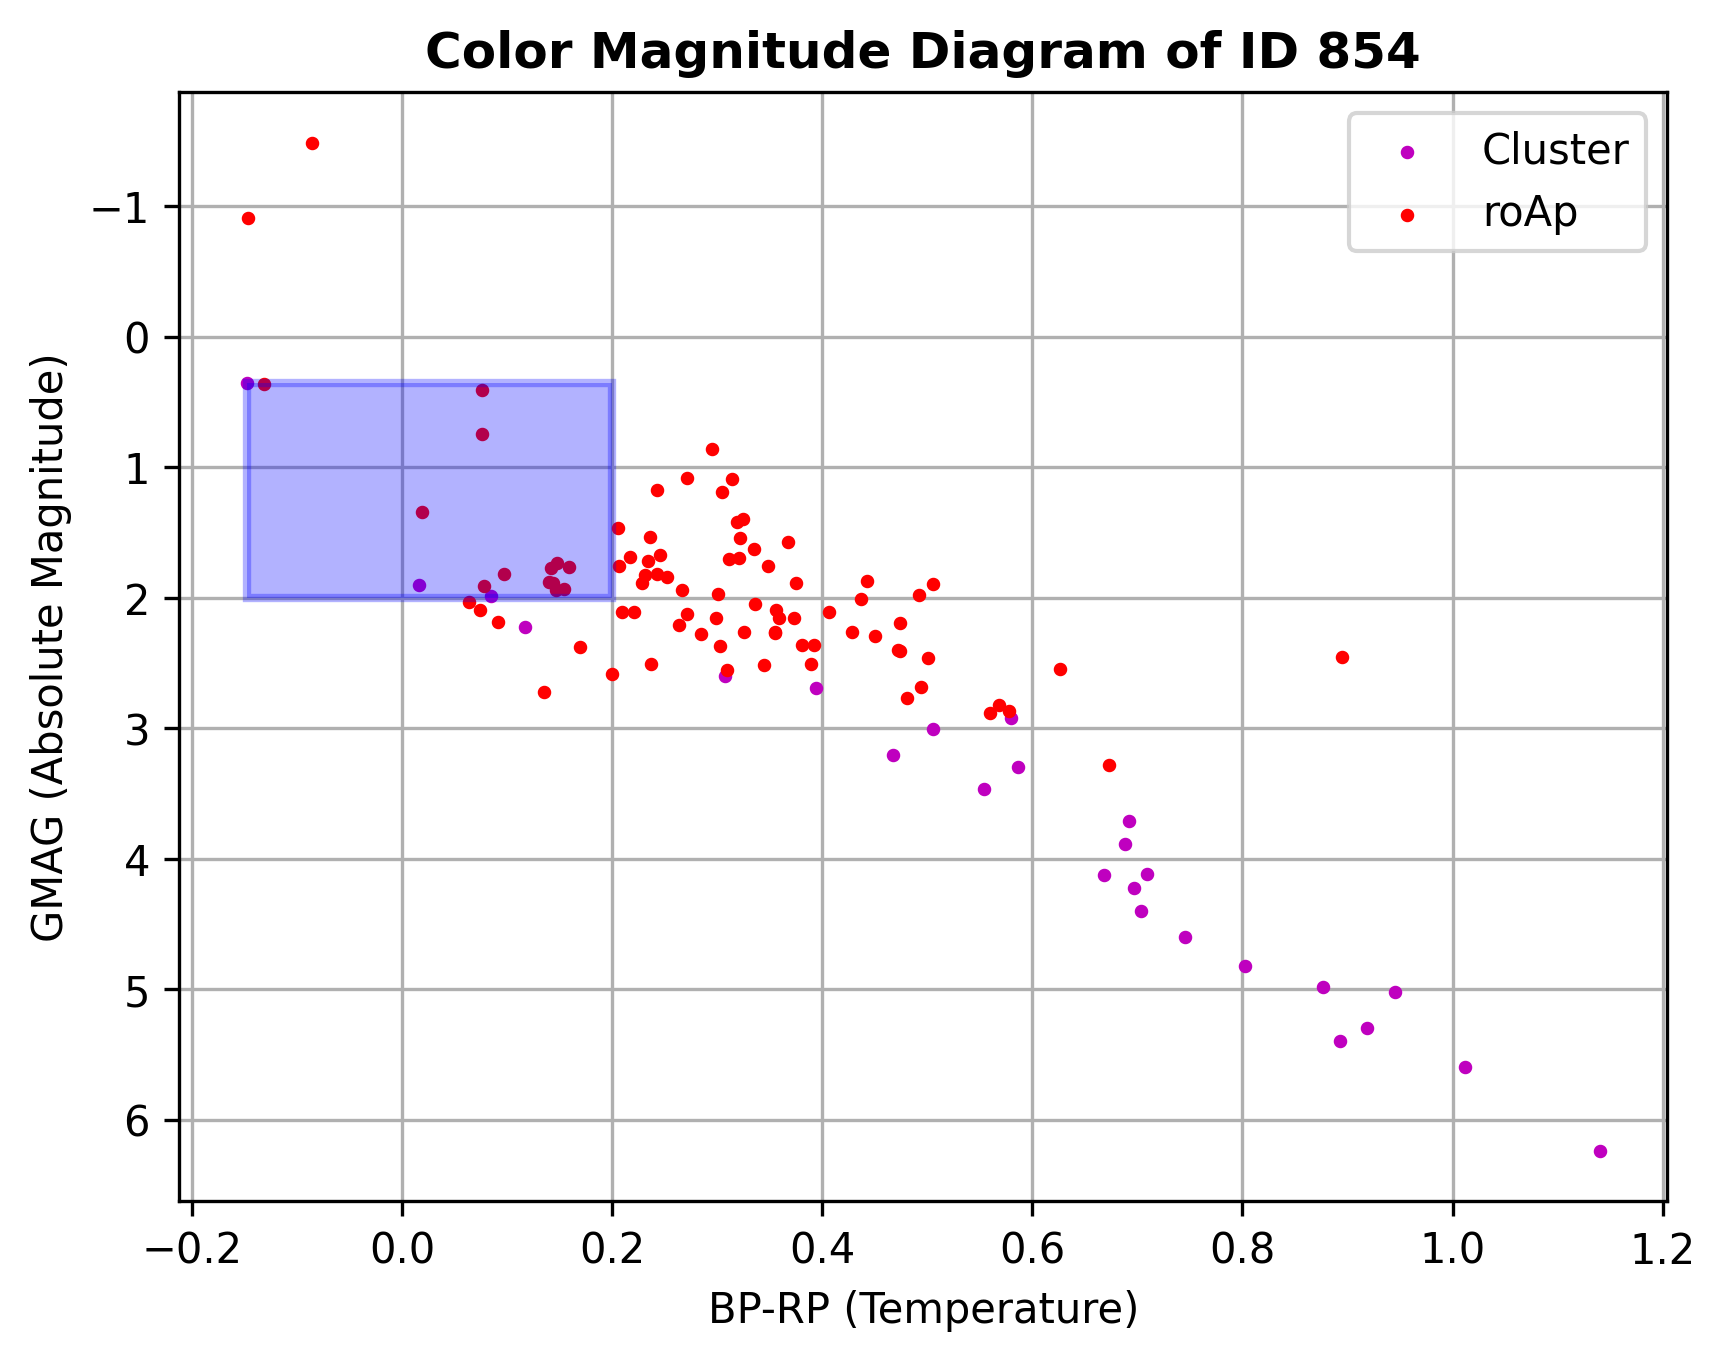 Color Magnitude Diagram of ID 854
Cluster
roAp
−1
0
1
2
3
4
5
6
GMAG (Absolute Magnitude)
−0.2 0.0 0.2 0.4 0.6 0.8 1.0 1.2
BP-RP (Temperature)